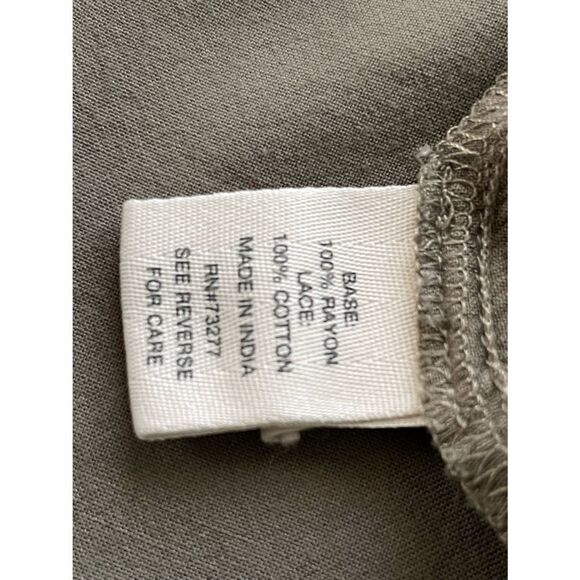 BASE:
100% RAYON
LACE:
100% COTTON
MADE IN INDIA
RN#73277
SEE REVERSE
FOR CARE